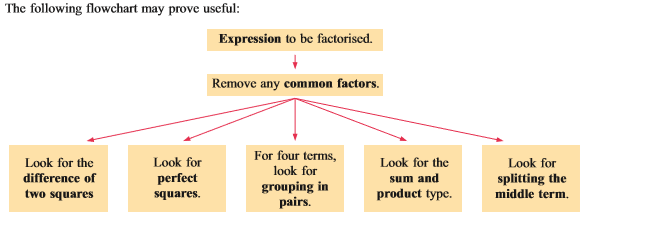 The following flowchart may prove useful:
Expression to be factorised.
Remove any common factors.
Look for the
difference of
two squares
Look for
perfect
squares.
For four terms,
look for
grouping in
pairs.
Look for the
sum and
product type.
Look for
splitting the
middle term.